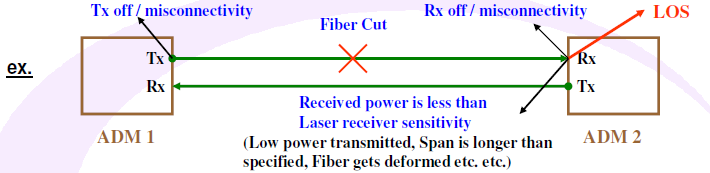 Tx off / misconnectivity
Rx off / misconnectivity
LOS
Fiber Cut
ex.
Tx
Rx
Rx
Tx
Received power is less than
Laser receiver sensitivity
ADM 1
ADM 2
(Low power transmitted, Span is longer than
specified, Fiber gets deformed etc. etc.)